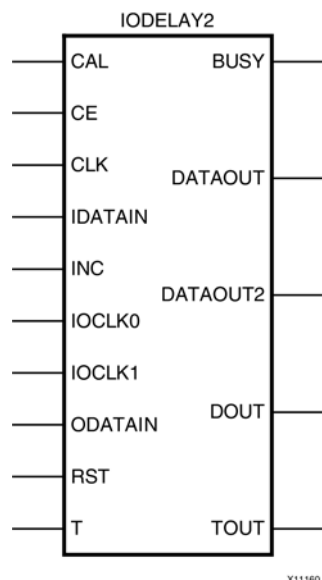 IODELAY2
CAL
BUSY
CE
CLK
DATAOUT
IDATAIN
INC
DATAOUT2
IOCLK0
IOCLK1
DOUT
ODATAIN
RST
T
TOUT
X11160